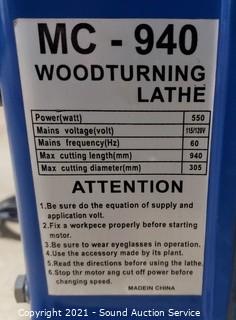 MC - 940
WOODTURNING
LATHE
Power(watt) 550
Mains voltage(volt) 115/120V
Mains frequency(Hz) 60
Max cutting length(mm) 940
Max cutting diameter(mm) 305
ATTENTION
1.Be sure do the equation of supply and
application volt.
2.Fix a workpece properly before starting
motor.
3.Be sure to wear eyeglasses in operation.
4.Use the accessory made by its plant.
5.Read the directions before using the lathe.
6.Stop thr motor ang cut off power before
changing speed.
MADEIN CHINA
Copyright 2021 - Sound Auction Service